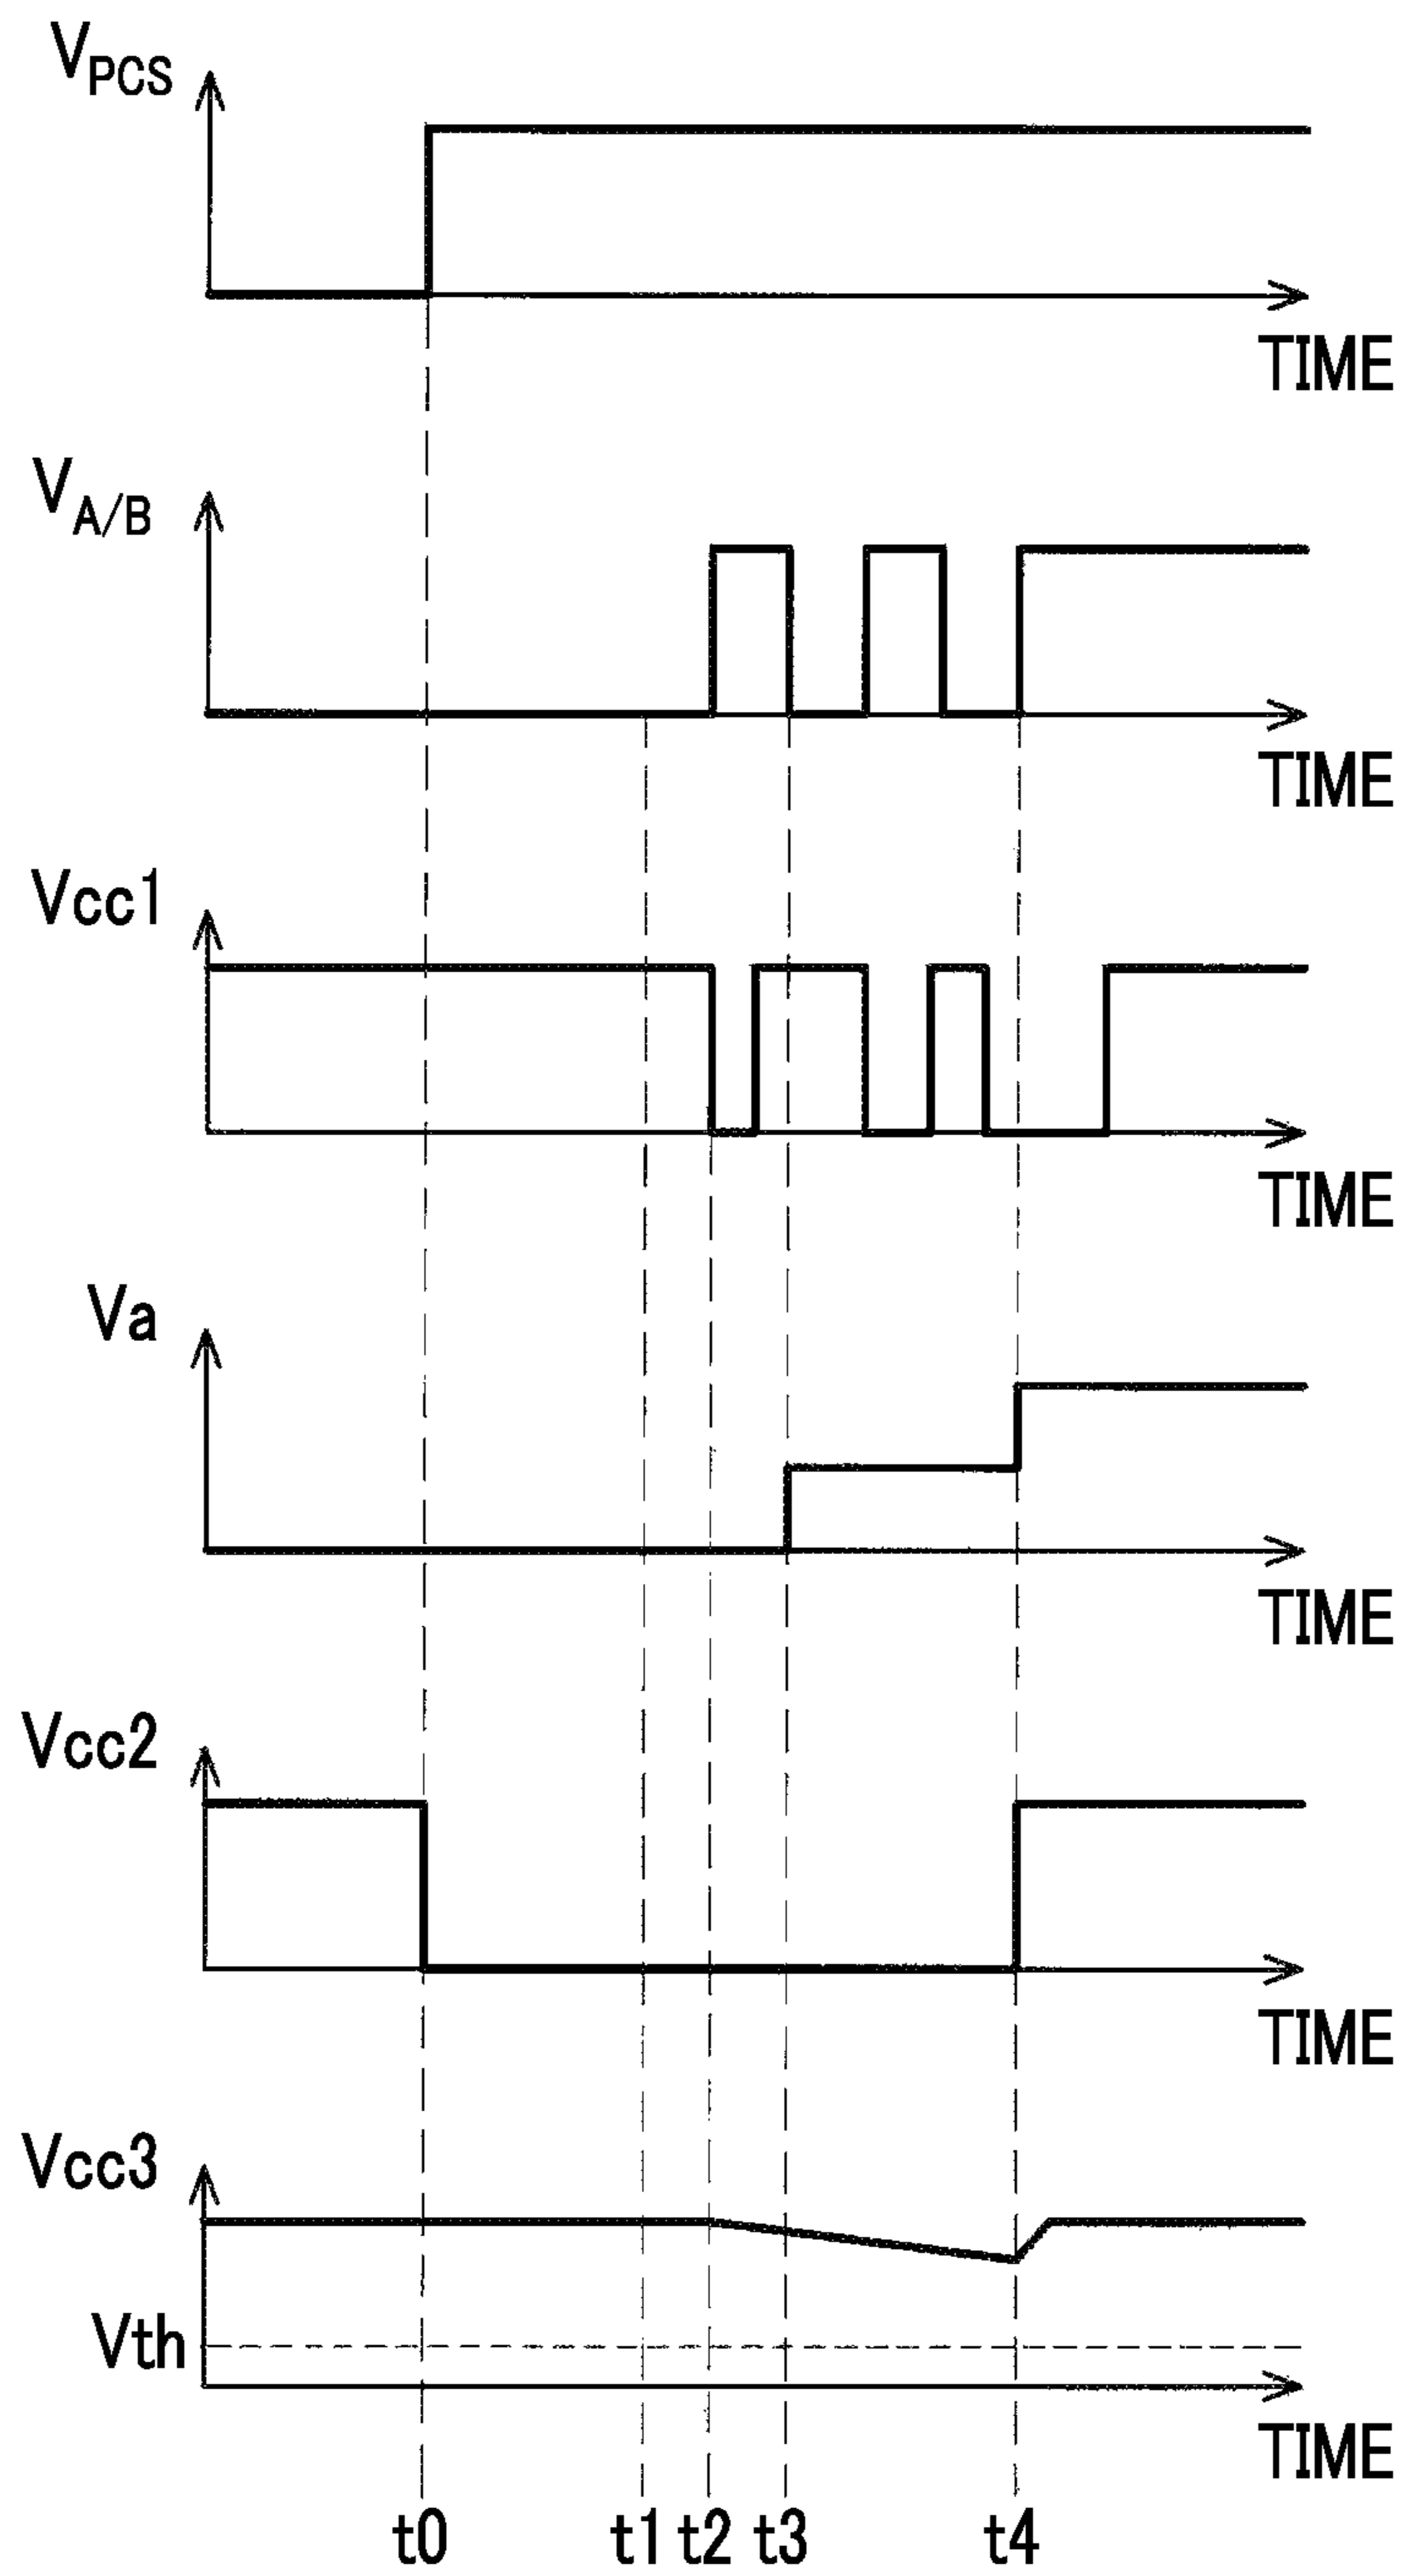 VPCS
TIME
VA/B
TIME
Vcc1
TIME
Va
TIME
Vcc2
TIME
Vcc3
Vth
TIME
t0 t1 t2 t3 t4